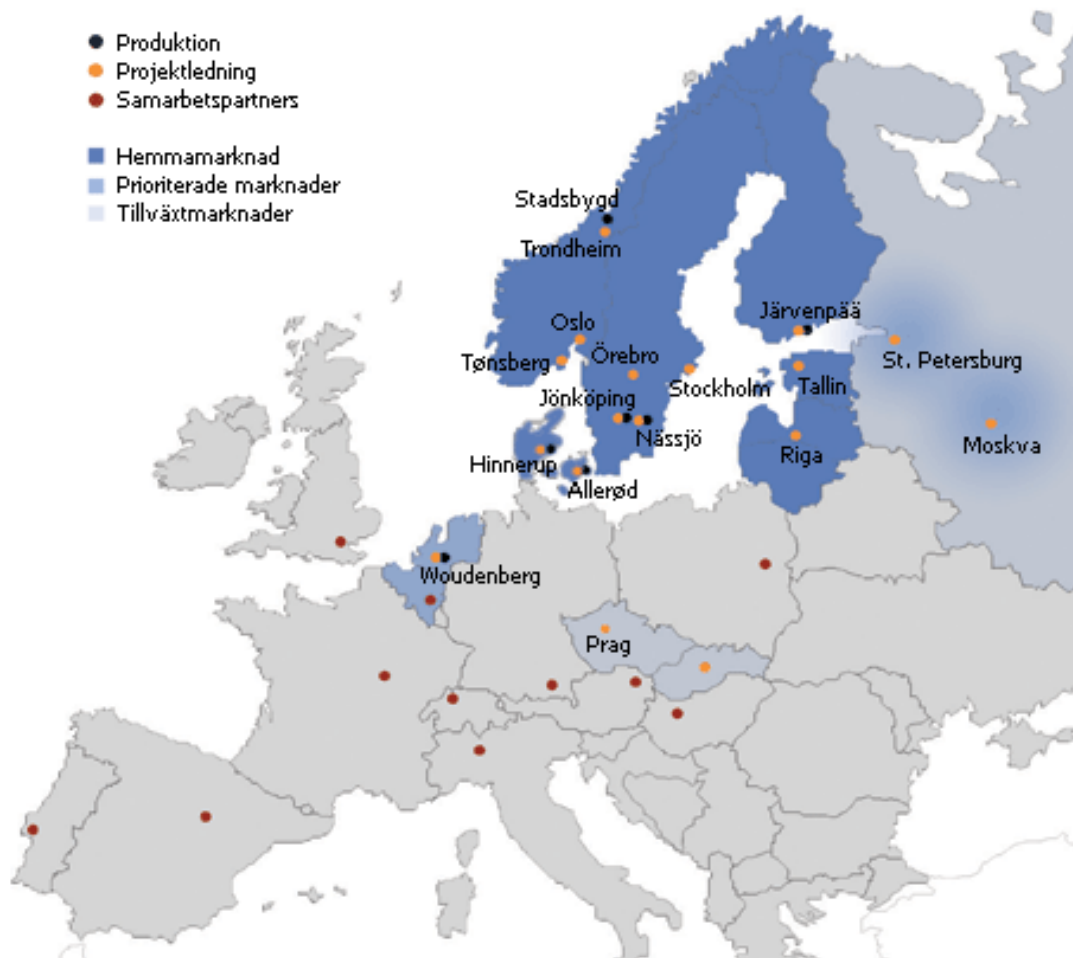 Produktion
Projektledning
Samarbetspartners
Hemmamarknad
Prioriterade marknader
Tillväxtmarknader
Stadsbygd
Trondheim
Oslo
Järvenpää
Tønsberg
Örebro
St. Petersburg
Stockholm
Tallin
Jönköping
Nässjö
Moskva
Hinnerup
Riga
Allerød
Woudenberg
Prag